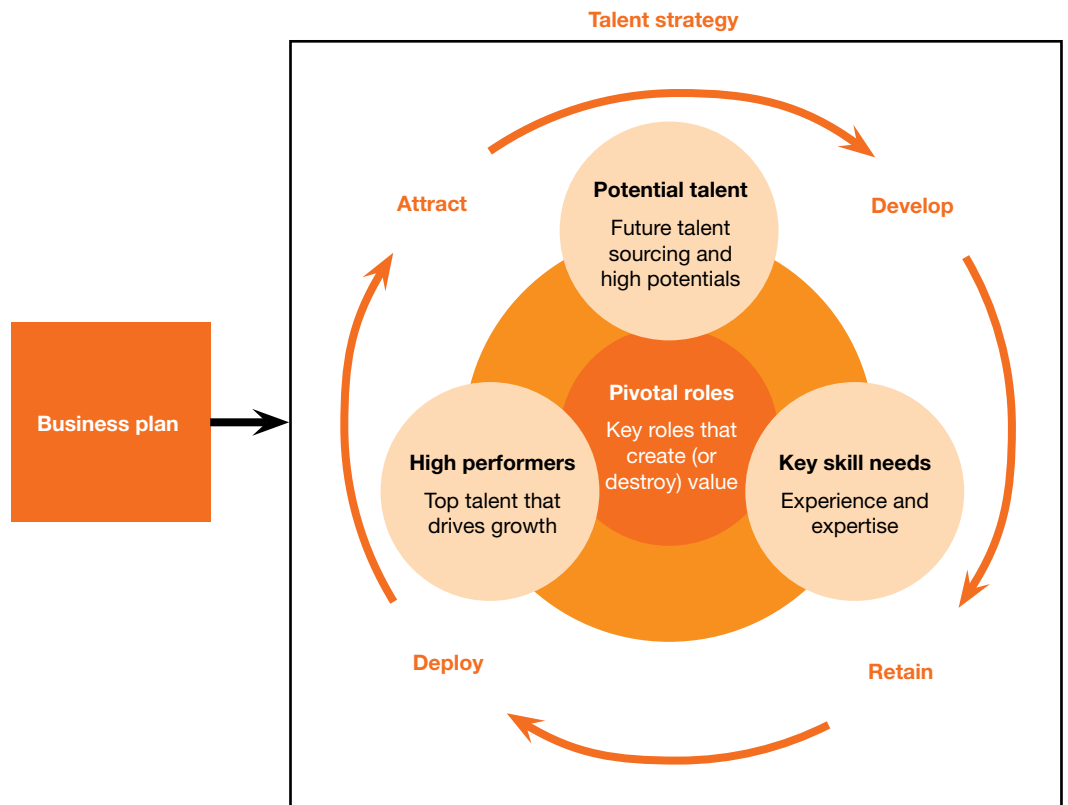 Talent strategy
Attract
Potential talent
Future talent
sourcing and
high potentials
Develop
Business plan
High performers
Top talent that
drives growth
Pivotal roles
Key roles that
create (or
destroy) value
Key skill needs
Experience and
expertise
Deploy
Retain